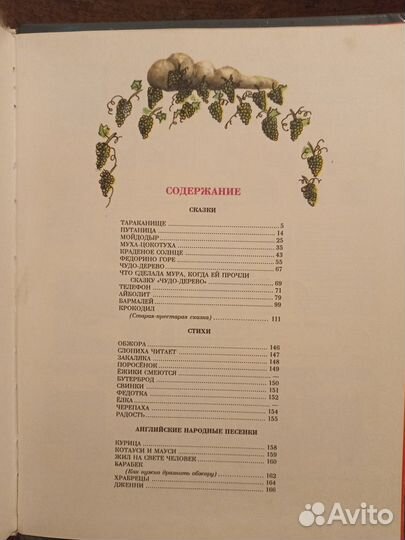 СОДЕРЖАНИЕ
СКАЗКИ
ТАРАКАНИЩЕ 5
ПУТАНИЦА 14
МОЙДОДЫР 25
МУХА-ЦОКОТУХА 35
КРАДЕНОЕ СОЛНЦЕ 43
ФЕДОРИНО ГОРЕ 55
ЧУДО-ДЕРЕВО 67
ЧТО СДЕЛАЛА МУРА, КОГДА ЕЙ ПРОЧЛИ
СКАЗКУ «ЧУДО-ДЕРЕВО» 69
ТЕЛЕФОН 71
АЙБОЛИТ 79
БАРМАЛЕЙ 99
КРОКОДИЛ
(Старая-престарая сказка) 111
СТИХИ
ОБЖОРА 146
СЛОНИХА ЧИТАЕТ 147
ЗАКАЛЯКА 148
ПОРОСЁНОК 149
ЁЖИКИ СМЕЮТСЯ —
БУТЕРБРОД 150
СВИНКИ 151
ФЕДОТКА 152
ЁЛКА —
ЧЕРЕПАХА 154
РАДОСТЬ 155
АНГЛИЙСКИЕ НАРОДНЫЕ ПЕСЕНКИ
КУРИЦА 158
КОТАУСИ И МАУСИ 159
ЖИЛ НА СВЕТЕ ЧЕЛОВЕК 160
БАРАБЕК
(Как нужно дразнить обжору) 162
ХРАБРЕЦЫ 164
ДЖЕННИ 166
Avito